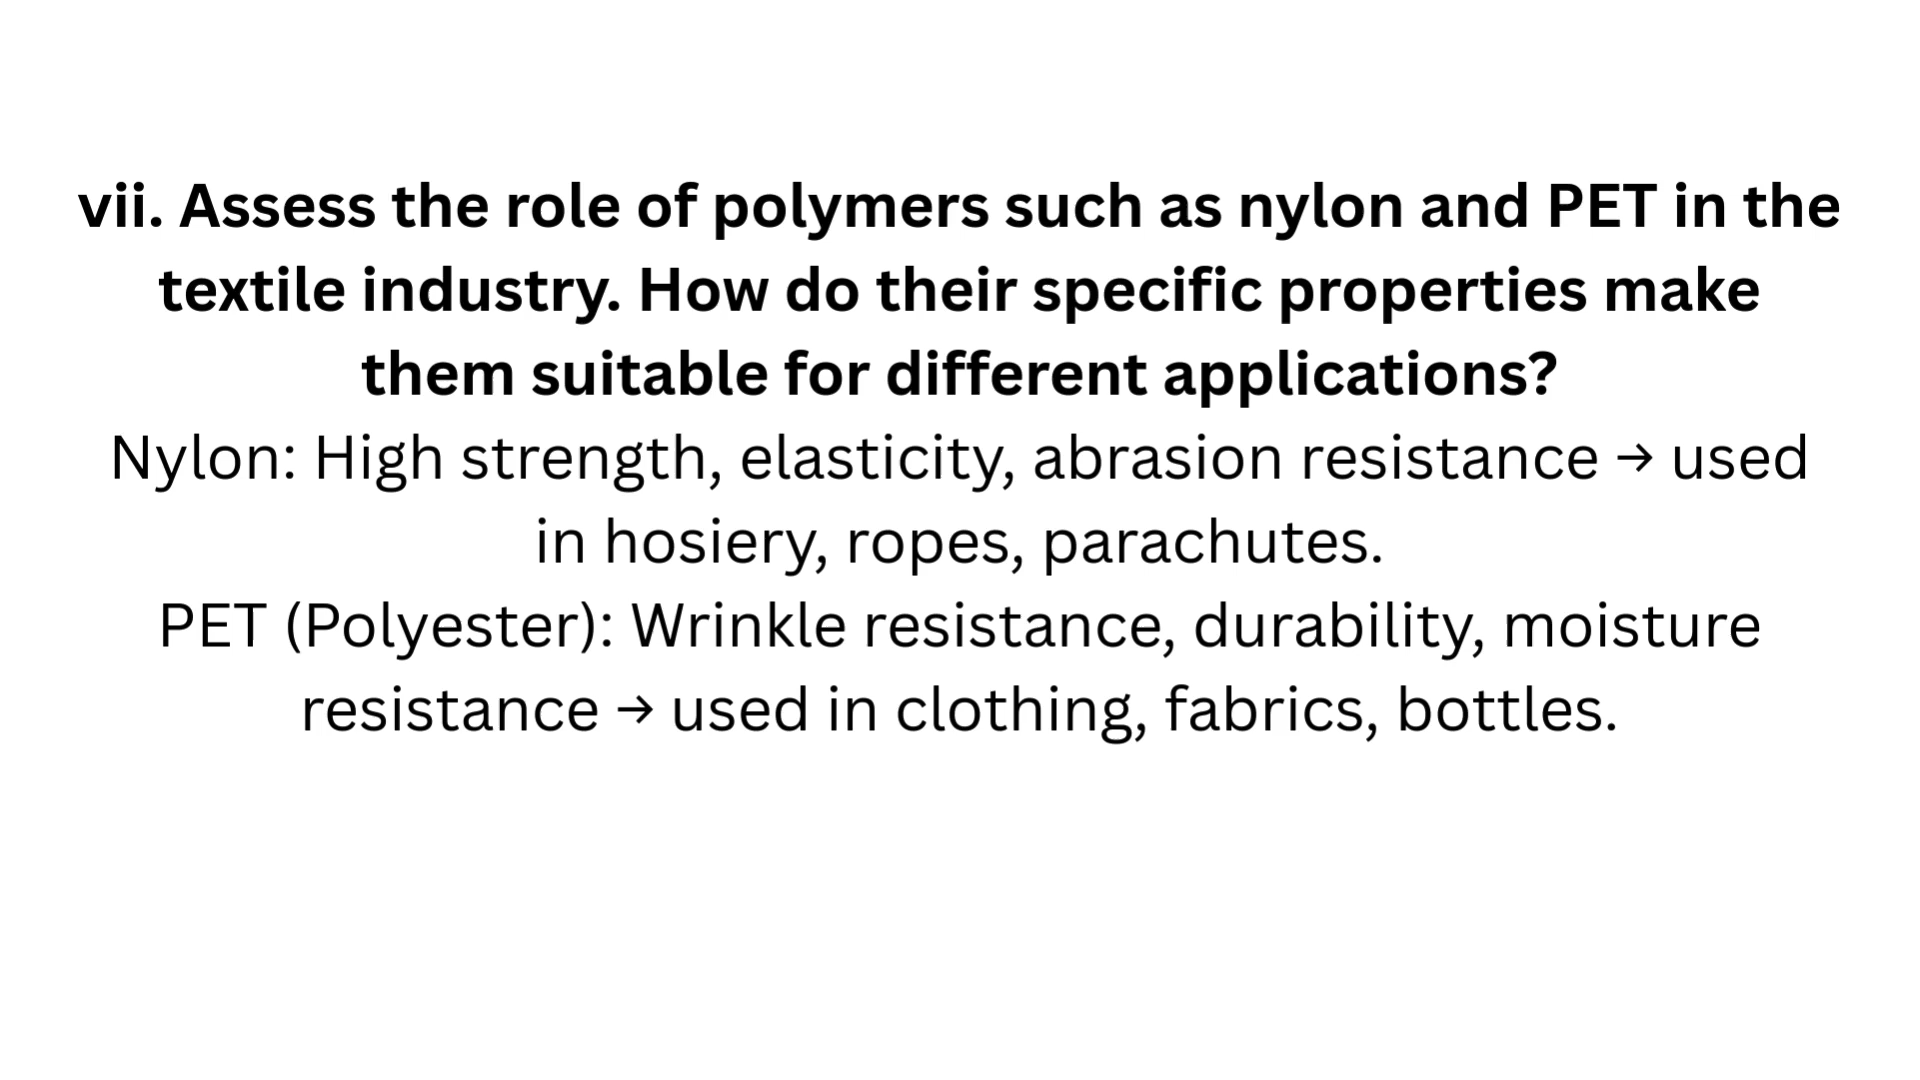 vii. Assess the role of polymers such as nylon and PET in the
textile industry. How do their specific properties make
them suitable for different applications?
Nylon: High strength, elasticity, abrasion resistance → used
in hosiery, ropes, parachutes.
PET (Polyester): Wrinkle resistance, durability, moisture
resistance → used in clothing, fabrics, bottles.